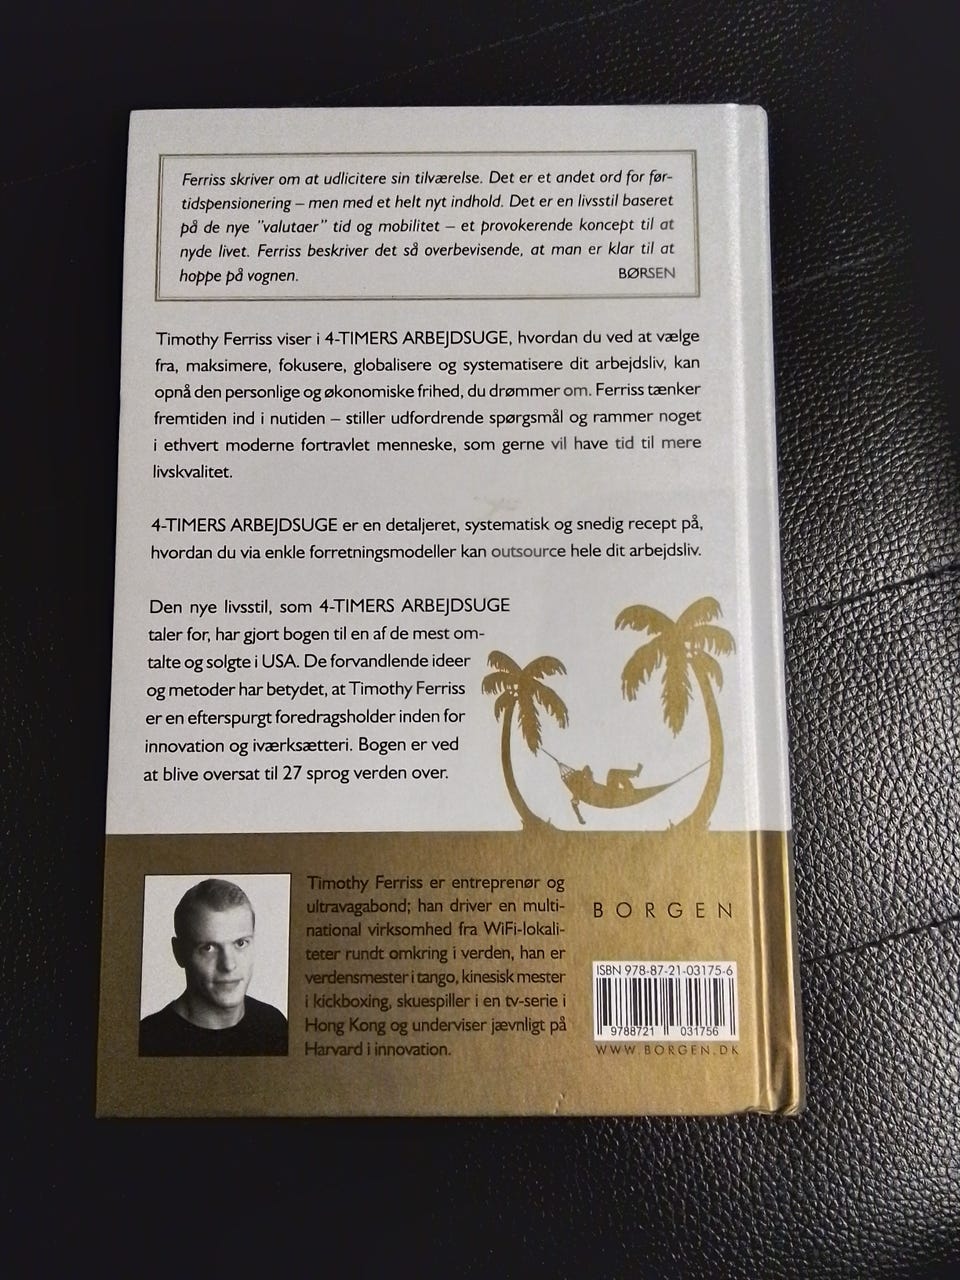 Ferriss skriver om at udlicitere sin tilværelse. Det er et andet ord for før-
tidspensionering – men med et helt nyt indhold. Det er en livsstil baseret
på de nye "valutaer" tid og mobilitet – et provokerende koncept til at
nyde livet. Ferriss beskriver det så overbevisende, at man er klar til at
hoppe på vognen. BØRSEN
Timothy Ferriss viser i 4-TIMERS ARBEJDSUGE, hvordan du ved at vælge
fra, maksimere, fokusere, globalisere og systematisere dit arbejdsliv, kan
opnå den personlige og økonomiske frihed, du drømmer om. Ferriss tænker
fremtiden ind i nutiden – stiller udfordrende spørgsmål og rammer noget
i ethvert moderne fortravlet menneske, som gerne vil have tid til mere
livskvalitet.
4-TIMERS ARBEJDSUGE er en detaljeret, systematisk og snedig recept på,
hvordan du via enkle forretningsmodeller kan outsource hele dit arbejdsliv.
Den nye livsstil, som 4-TIMERS ARBEJDSUGE
taler for, har gjort bogen til en af de mest om-
talte og solgte i USA. De forvandlende ideer
og metoder har betydet, at Timothy Ferriss
er en efterspurgt foredragsholder inden for
innovation og iværksætteri. Bogen er ved
at blive oversat til 27 sprog verden over.
Timothy Ferriss er entreprenør og
ultravagabond; han driver en multi-
national virksomhed fra WiFi-lokali-
teter rundt omkring i verden, han er
verdensmester i tango, kinesisk mester
i kickboxing, skuespiller i en tv-serie i
Hong Kong og underviser jævnligt på
Harvard i innovation.
BORGEN
ISBN 978-87-21-03175-6
9788721 031756
WWW.BORGEN.DK